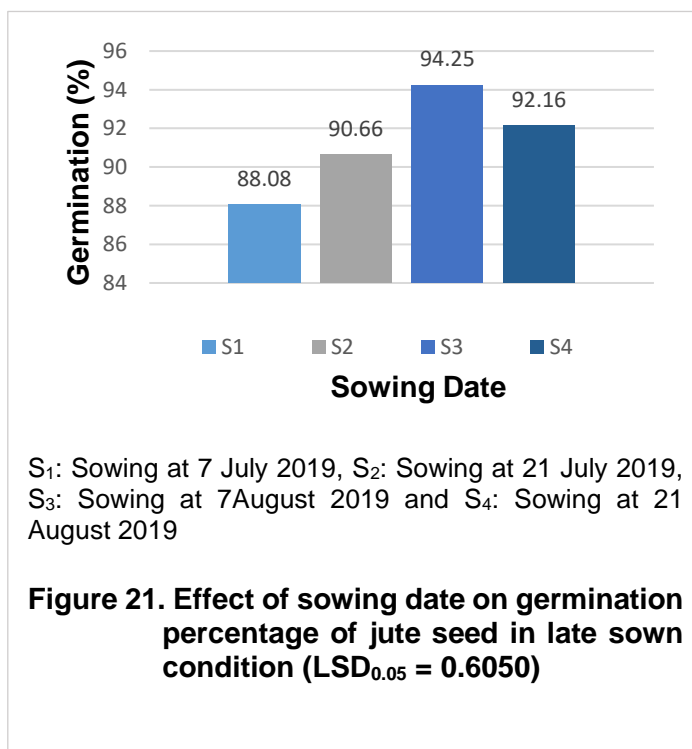 Germination (%)
96
94
92
90
88
86
84
88.08
90.66
94.25
92.16
S1 S2 S3 S4
Sowing Date
S₁: Sowing at 7 July 2019, S₂: Sowing at 21 July 2019,
S₃: Sowing at 7August 2019 and S₄: Sowing at 21
August 2019
Figure 21. Effect of sowing date on germination
percentage of jute seed in late sown
condition (LSD₀.₀₅ = 0.6050)